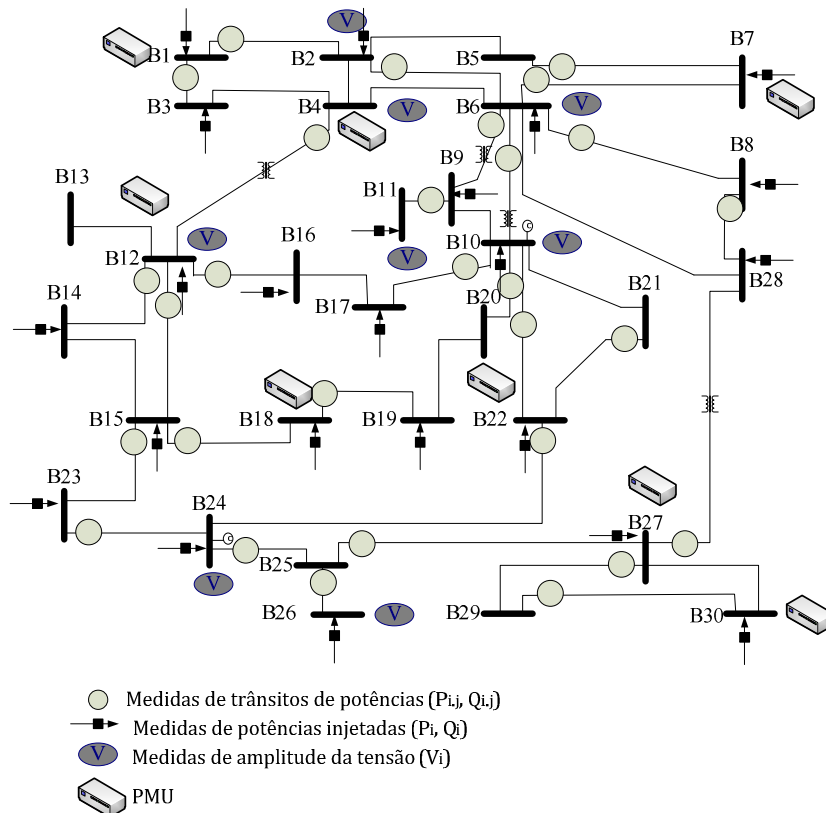 V
B1
B2
B5
B7
B3
B4
V
B6
V
B8
B13
B9
B11
V
B16
B10
V
B12
V
B28
B14
B17
B20
B21
B15
B18
B19
B22
B23
B24
B27
B25
V
B26
V
B29
B30
Medidas de trânsitos de potências (Pi,j, Qi,j)
Medidas de potências injetadas (Pi, Qi)
V Medidas de amplitude da tensão (Vi)
PMU